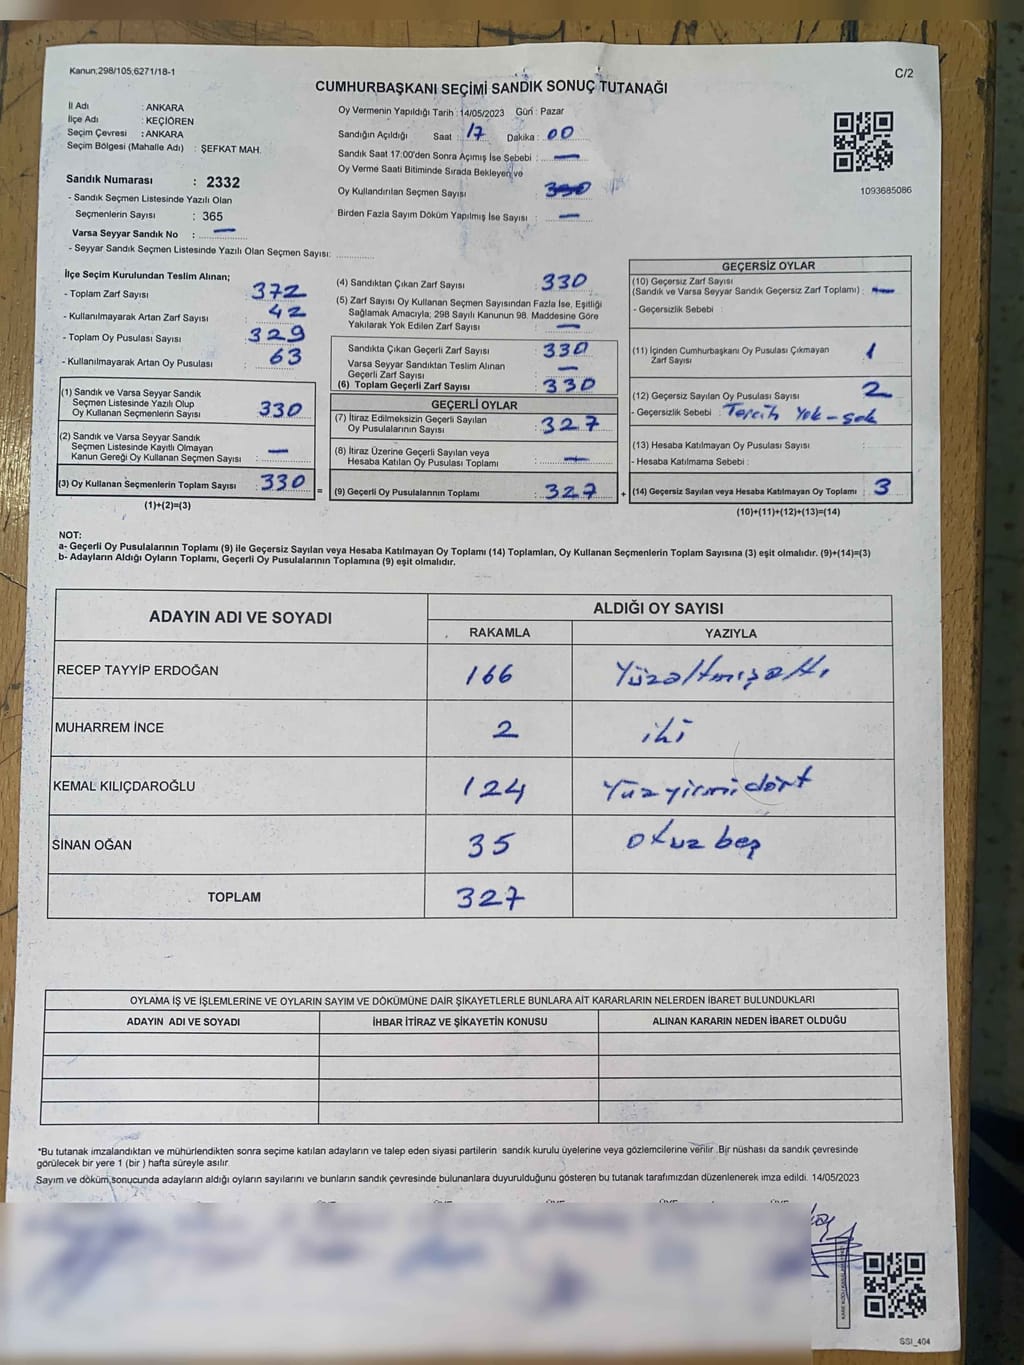 Kanun;298/105;6271/18-1
C/2
CUMHURBAŞKANI SEÇİMİ SANDIK SONUÇ TUTANAĞI
İl Adı : ANKARA
İlçe Adı : KEÇİÖREN
Seçim Çevresi : ANKARA
Seçim Bölgesi (Mahalle Adı) : ŞEFKAT MAH.
Sandık Numarası : 2332
- Sandık Seçmen Listesinde Yazılı Olan
Seçmenlerin Sayısı : 365
Varsa Seyyar Sandık No : —
- Seyyar Sandık Seçmen Listesinde Yazılı Olan Seçmen Sayısı: ............
Oy Vermenin Yapıldığı Tarih : 14/05/2023 Gün : Pazar
Sandığın Açıldığı Saat : 17 Dakika : 00
Sandık Saat 17:00'den Sonra Açımış İse Sebebi : —
Oy Verme Saati Bitiminde Sırada Bekleyen ve
Oy Kullandırılan Seçmen Sayısı :
Birden Fazla Sayım Döküm Yapılmış İse Sayısı : —
1093685086
İlçe Seçim Kurulundan Teslim Alınan;
- Toplam Zarf Sayısı : 372
- Kullanılmayarak Artan Zarf Sayısı : 42
- Toplam Oy Pusulası Sayısı : 329
- Kullanılmayarak Artan Oy Pusulası : 63
(1) Sandık ve Varsa Seyyar Sandık
Seçmen Listesinde Yazılı Olup
Oy Kullanan Seçmenlerin Sayısı : 330
(2) Sandık ve Varsa Seyyar Sandık
Seçmen Listesinde Kayıtlı Olmayan
Kanun Gereği Oy Kullanan Seçmen Sayısı : —
(3) Oy Kullanan Seçmenlerin Toplam Sayısı : 330 =
(1)+(2)=(3)
(4) Sandıktan Çıkan Zarf Sayısı : 330
(5) Zarf Sayısı Oy Kullanan Seçmen Sayısından Fazla İse, Eşitliği
Sağlamak Amacıyla; 298 Sayılı Kanunun 98. Maddesine Göre
Yakılarak Yok Edilen Zarf Sayısı : —
Sandıkta Çıkan Geçerli Zarf Sayısı : 330
Varsa Seyyar Sandıktan Teslim Alınan
Geçerli Zarf Sayısı : —
(6) Toplam Geçerli Zarf Sayısı : 330
GEÇERLİ OYLAR
(7) İtiraz Edilmeksizin Geçerli Sayılan
Oy Pusulalarının Sayısı : 327
(8) İtiraz Üzerine Geçerli Sayılan veya
Hesaba Katılan Oy Pusulası Toplamı : —
(9) Geçerli Oy Pusulalarının Toplamı : 327 +
GEÇERSİZ OYLAR
(10) Geçersiz Zarf Sayısı
(Sandık ve Varsa Seyyar Sandık Geçersiz Zarf Toplamı) : —
- Geçersizlik Sebebi :
(11) İçinden Cumhurbaşkanı Oy Pusulası Çıkmayan
Zarf Sayısı : 1
(12) Geçersiz Sayılan Oy Pusulası Sayısı : 2
- Geçersizlik Sebebi : Tercih Yok -
(13) Hesaba Katılmayan Oy Pusulası Sayısı :
- Hesaba Katılmama Sebebi :
(14) Geçersiz Sayılan veya Hesaba Katılmayan Oy Toplamı : 3
(10)+(11)+(12)+(13)=(14)
NOT:
a- Geçerli Oy Pusulalarının Toplamı (9) ile Geçersiz Sayılan veya Hesaba Katılmayan Oy Toplamı (14) Toplamları, Oy Kullanan Seçmenlerin Toplam Sayısına (3) eşit olmalıdır. (9)+(14)=(3)
b- Adayların Aldığı Oyların Toplamı, Geçerli Oy Pusulalarının Toplamına (9) eşit olmalıdır.
ADAYIN ADI VE SOYADI ALDIĞI OY SAYISI
RAKAMLA YAZIYLA
RECEP TAYYİP ERDOĞAN 166 Yüzaltmışaltı
MUHARREM İNCE 2 iki
KEMAL KILIÇDAROĞLU 124 Yüzyirmidört
SİNAN OĞAN 35 otuz beş
TOPLAM 327
OYLAMA İŞ VE İŞLEMLERİNE VE OYLARIN SAYIM VE DÖKÜMÜNE DAİR ŞİKAYETLERLE BUNLARA AİT KARARLARIN NELERDEN İBARET BULUNDUKLARI
ADAYIN ADI VE SOYADI İHBAR İTİRAZ VE ŞİKAYETİN KONUSU ALINAN KARARIN NEDEN İBARET OLDUĞU
*Bu tutanak imzalandıktan ve mühürlendikten sonra seçime katılan adayların ve talep eden siyasi partilerin sandık kurulu üyelerine veya gözlemcilerine verilir .Bir nüshası da sandık çevresinde
görülecek bir yere 1 (bir ) hafta süreyle asılır.
Sayım ve döküm sonucunda adayların aldığı oyların sayılarını ve bunların sandık çevresinde bulunanlara duyurulduğunu gösteren bu tutanak tarafımızdan düzenlenerek imza edildi. 14/05/2023
SSI_404